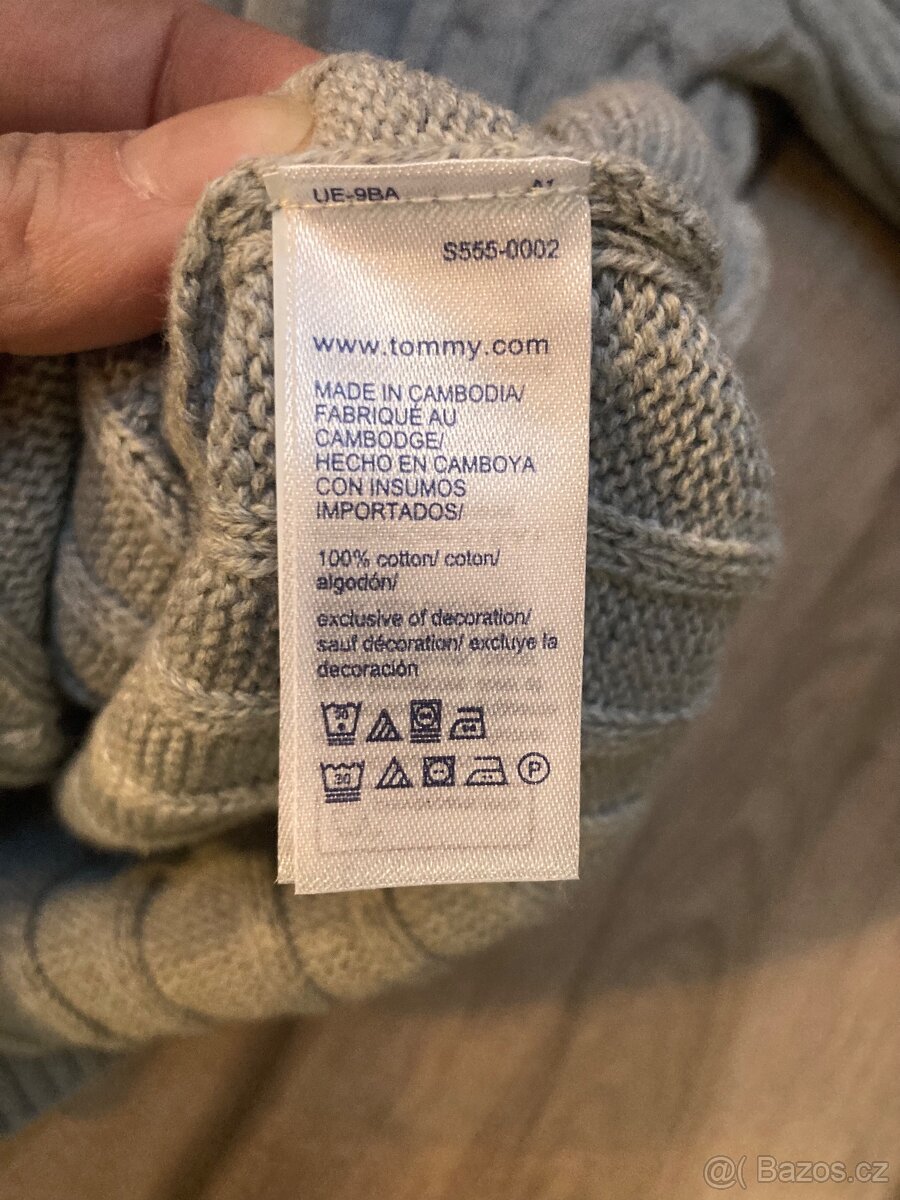 UE-9BA A1
S555-0002
www.tommy.com
MADE IN CAMBODIA/
FABRIQUÉ AU
CAMBODGE/
HECHO EN CAMBOYA
CON INSUMOS
IMPORTADOS/
100% cotton/ coton/
algodón/
exclusive of decoration/
sauf décoration/ excluye la
decoración
30
30 P
@( Bazos.cz